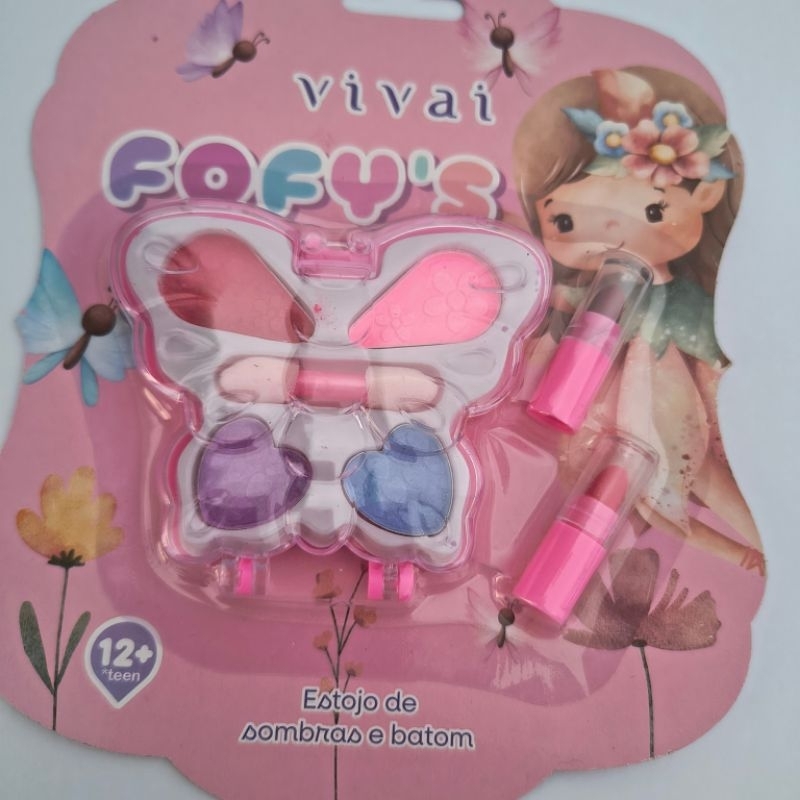 vivai
FOFY'S
12+
*teen
Estojo de
sombras e batom